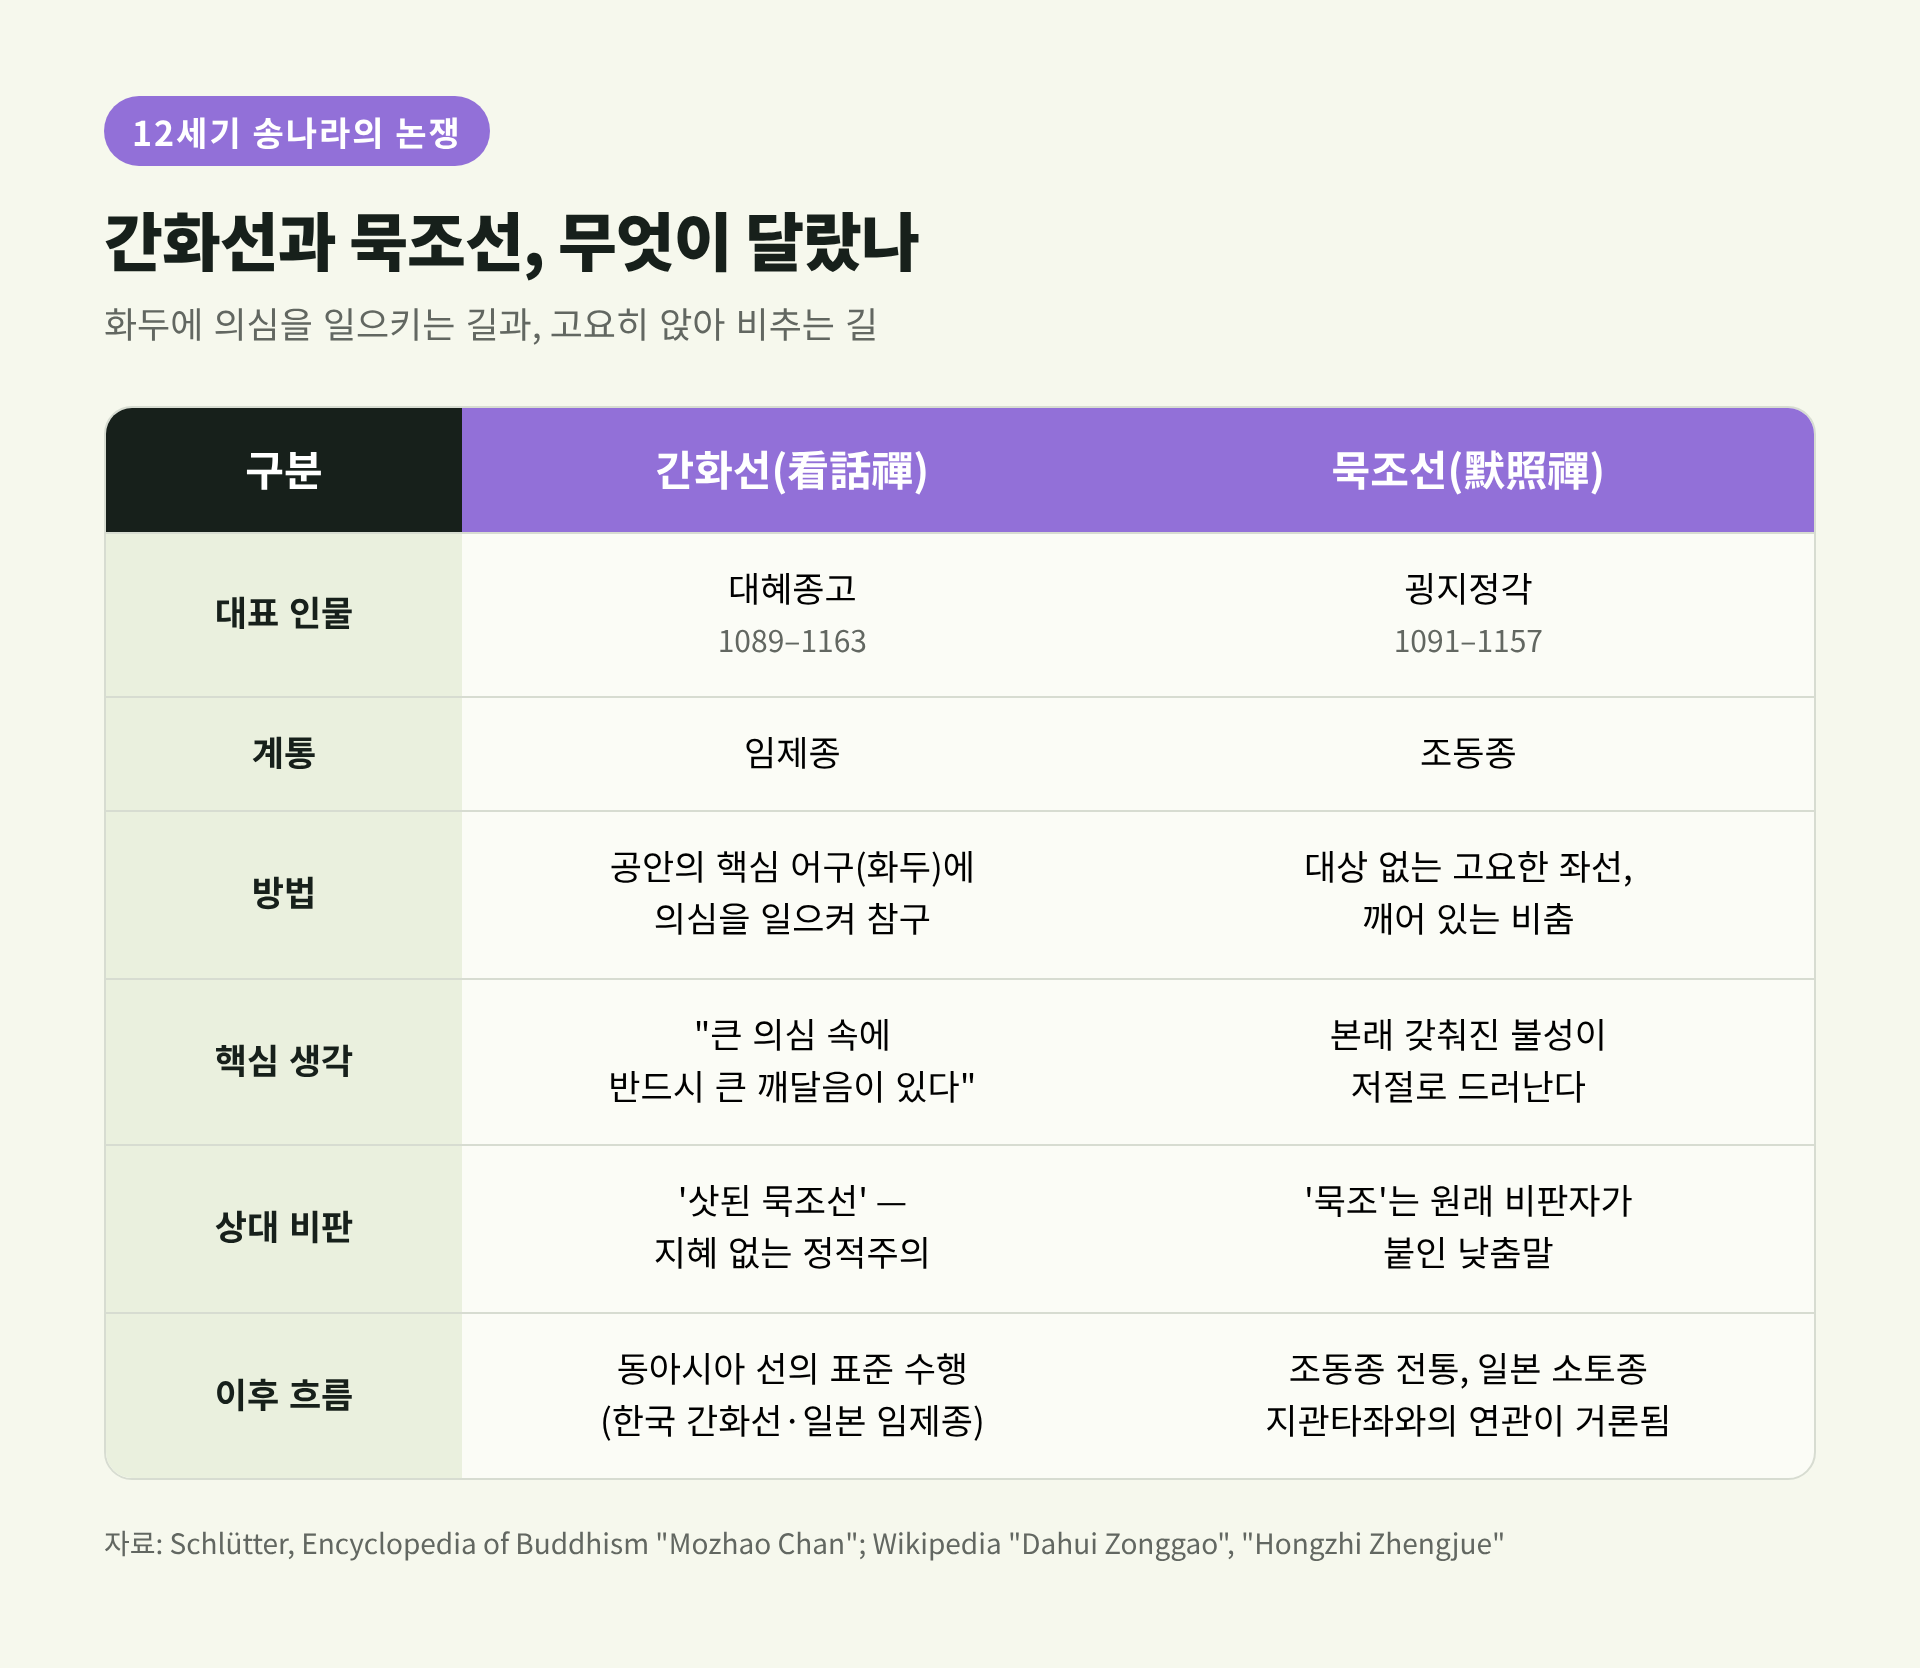 12세기 송나라의 논쟁
간화선과 묵조선, 무엇이 달랐나
화두에 의심을 일으키는 길과, 고요히 앉아 비추는 길
구분
간화선(看話禪)
묵조선(默照禪)
대표 인물
대혜종고
1089–1163
굉지정각
1091–1157
계통
임제종
조동종
방법
공안의 핵심 어구(화두)에
의심을 일으켜 참구
대상 없는 고요한 좌선,
깨어 있는 비춤
핵심 생각
"큰 의심 속에
반드시 큰 깨달음이 있다"
본래 갖춰진 불성이
저절로 드러난다
상대 비판
'삿된 묵조선' —
지혜 없는 정적주의
'묵조'는 원래 비판자가
붙인 낮춤말
이후 흐름
동아시아 선의 표준 수행
(한국 간화선·일본 임제종)
조동종 전통, 일본 소토종
지관타좌와의 연관이 거론됨
자료: Schlütter, Encyclopedia of Buddhism "Mozhao Chan"; Wikipedia "Dahui Zonggao", "Hongzhi Zhengjue"